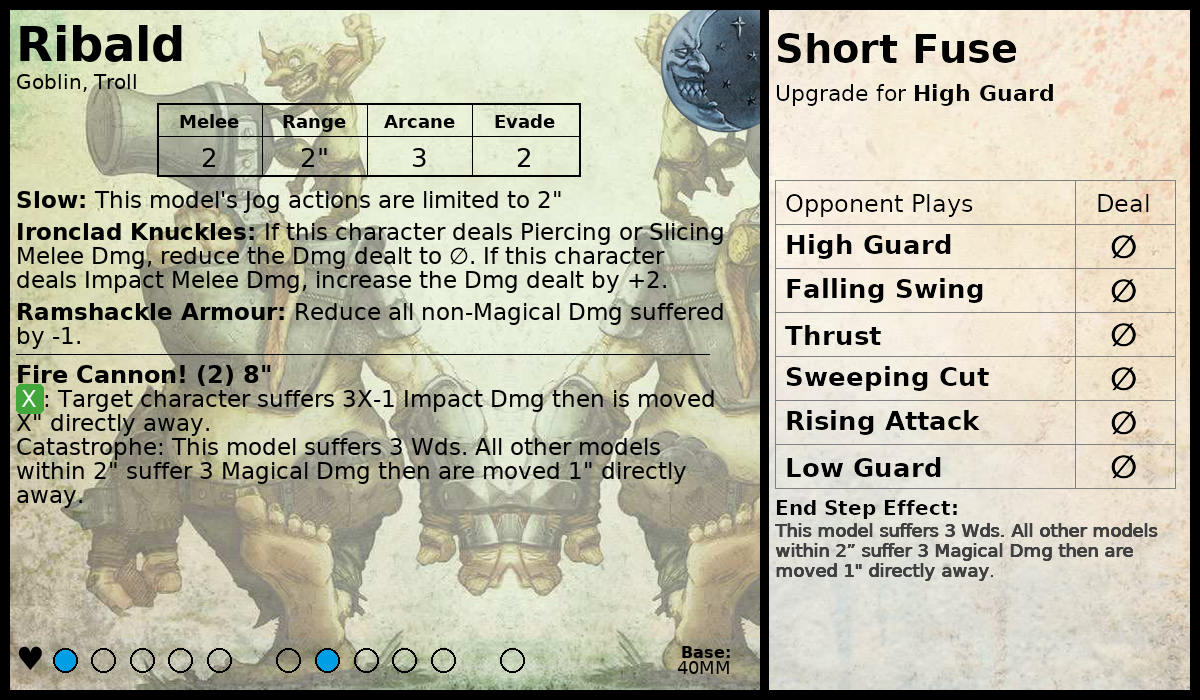 Ribald
Goblin, Troll
Melee Range Arcane Evade
2 2" 3 2
Slow: This model's Jog actions are limited to 2"
Ironclad Knuckles: If this character deals Piercing or Slicing
Melee Dmg, reduce the Dmg dealt to ∅. If this character
deals Impact Melee Dmg, increase the Dmg dealt by +2.
Ramshackle Armour: Reduce all non-Magical Dmg suffered
by -1.
Fire Cannon! (2) 8"
X: Target character suffers 3X-1 Impact Dmg then is moved
X" directly away.
Catastrophe: This model suffers 3 Wds. All other models
within 2" suffer 3 Magical Dmg then are moved 1" directly
away.
Base:
40MM
Short Fuse
Upgrade for High Guard
Opponent Plays Deal
High Guard ∅
Falling Swing ∅
Thrust ∅
Sweeping Cut ∅
Rising Attack ∅
Low Guard ∅
End Step Effect:
This model suffers 3 Wds. All other models
within 2” suffer 3 Magical Dmg then are
moved 1" directly away.